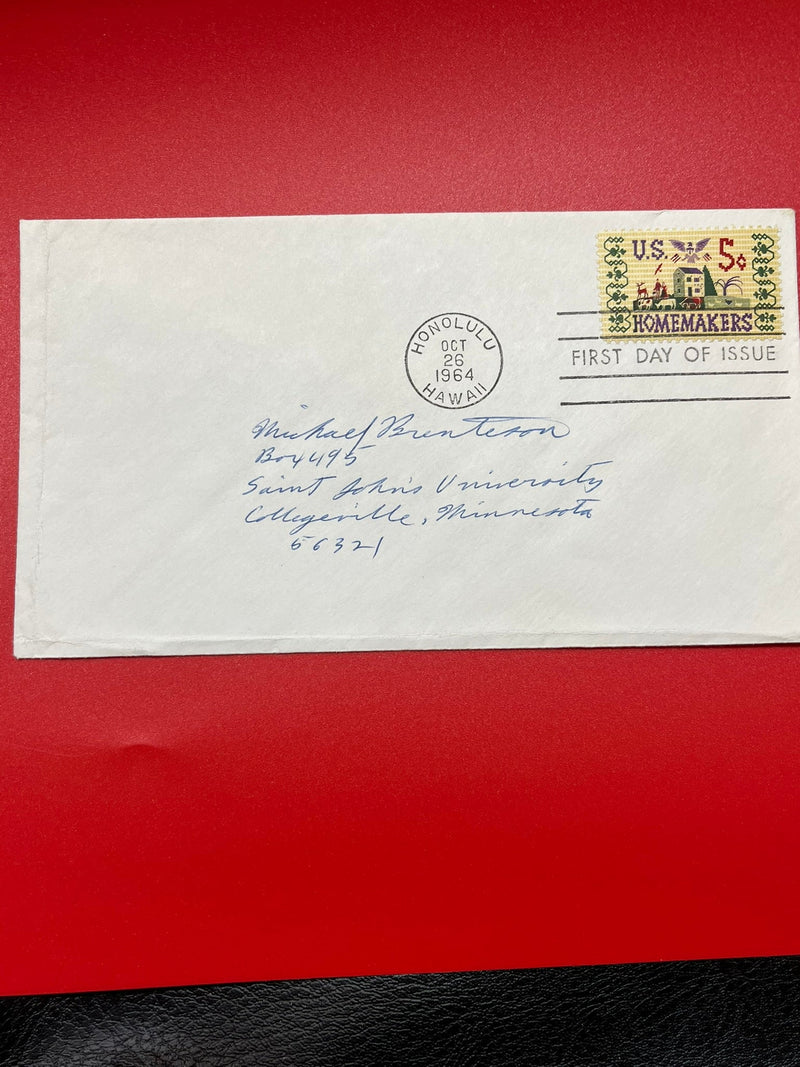 U.S. 5¢
HOMEMAKERS
FIRST DAY OF ISSUE
HONOLULU
OCT
26
1964
HAWAII
Michael Brenteson
Box 495
Saint John's University
Collegeville, Minnesota
56321